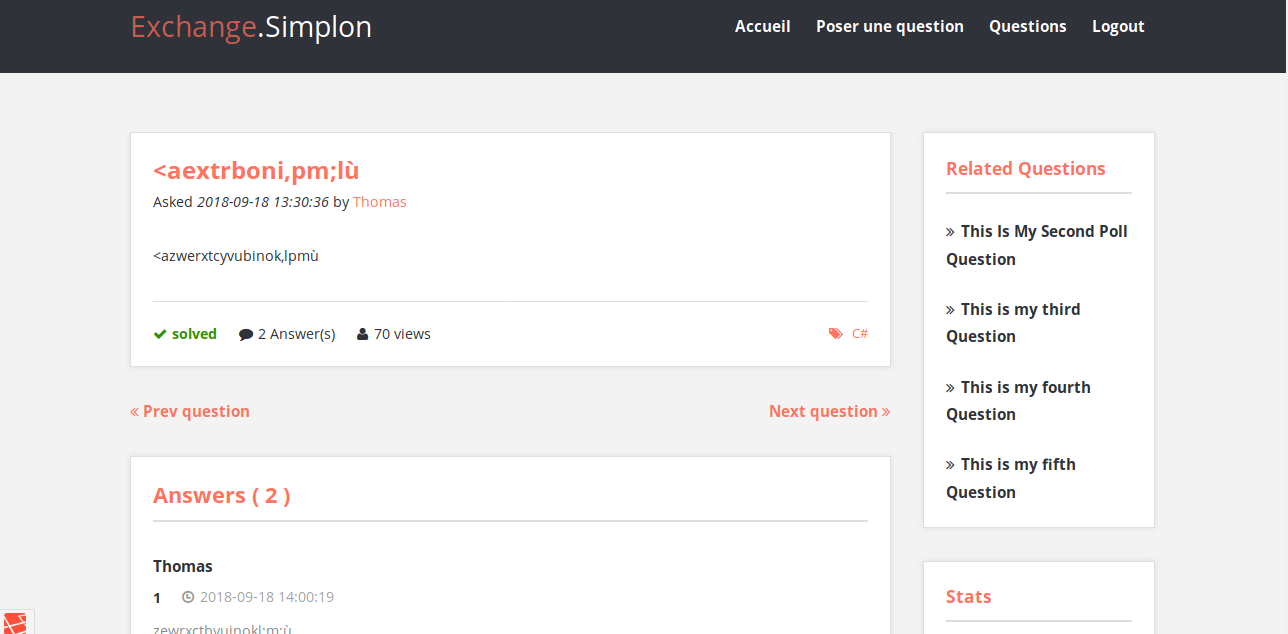 Exchange.Simplon
Accueil Poser une question Questions Logout
<aextrboni,pm;lù
Asked 2018-09-18 13:30:36 by Thomas
<azwerxtcyvubinok,lpmù
solved 2 Answer(s) 70 views C#
« Prev question Next question »
Answers ( 2 )
Thomas
1 2018-09-18 14:00:19
zewrxctbyuinokl;m;ù
Related Questions
» This Is My Second Poll
Question
» This is my third
Question
» This is my fourth
Question
» This is my fifth
Question
Stats